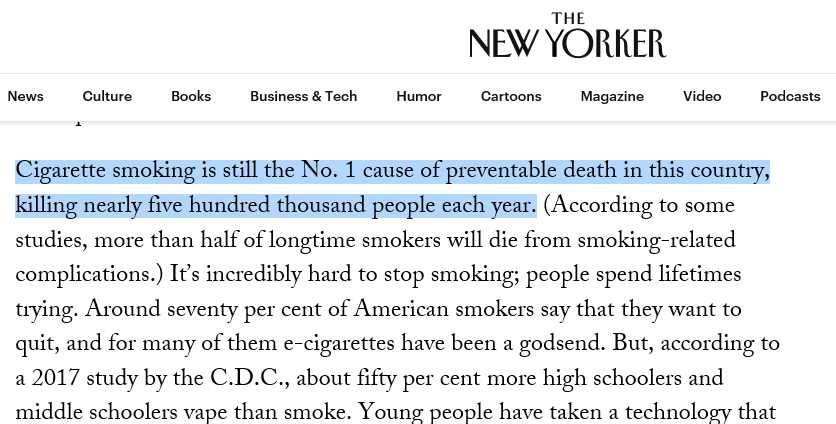 THE
NEW YORKER
News Culture Books Business & Tech Humor Cartoons Magazine Video Podcasts
Cigarette smoking is still the No. 1 cause of preventable death in this country,
killing nearly five hundred thousand people each year. (According to some
studies, more than half of longtime smokers will die from smoking-related
complications.) It’s incredibly hard to stop smoking; people spend lifetimes
trying. Around seventy per cent of American smokers say that they want to
quit, and for many of them e-cigarettes have been a godsend. But, according to
a 2017 study by the C.D.C., about fifty per cent more high schoolers and
middle schoolers vape than smoke. Young people have taken a technology that